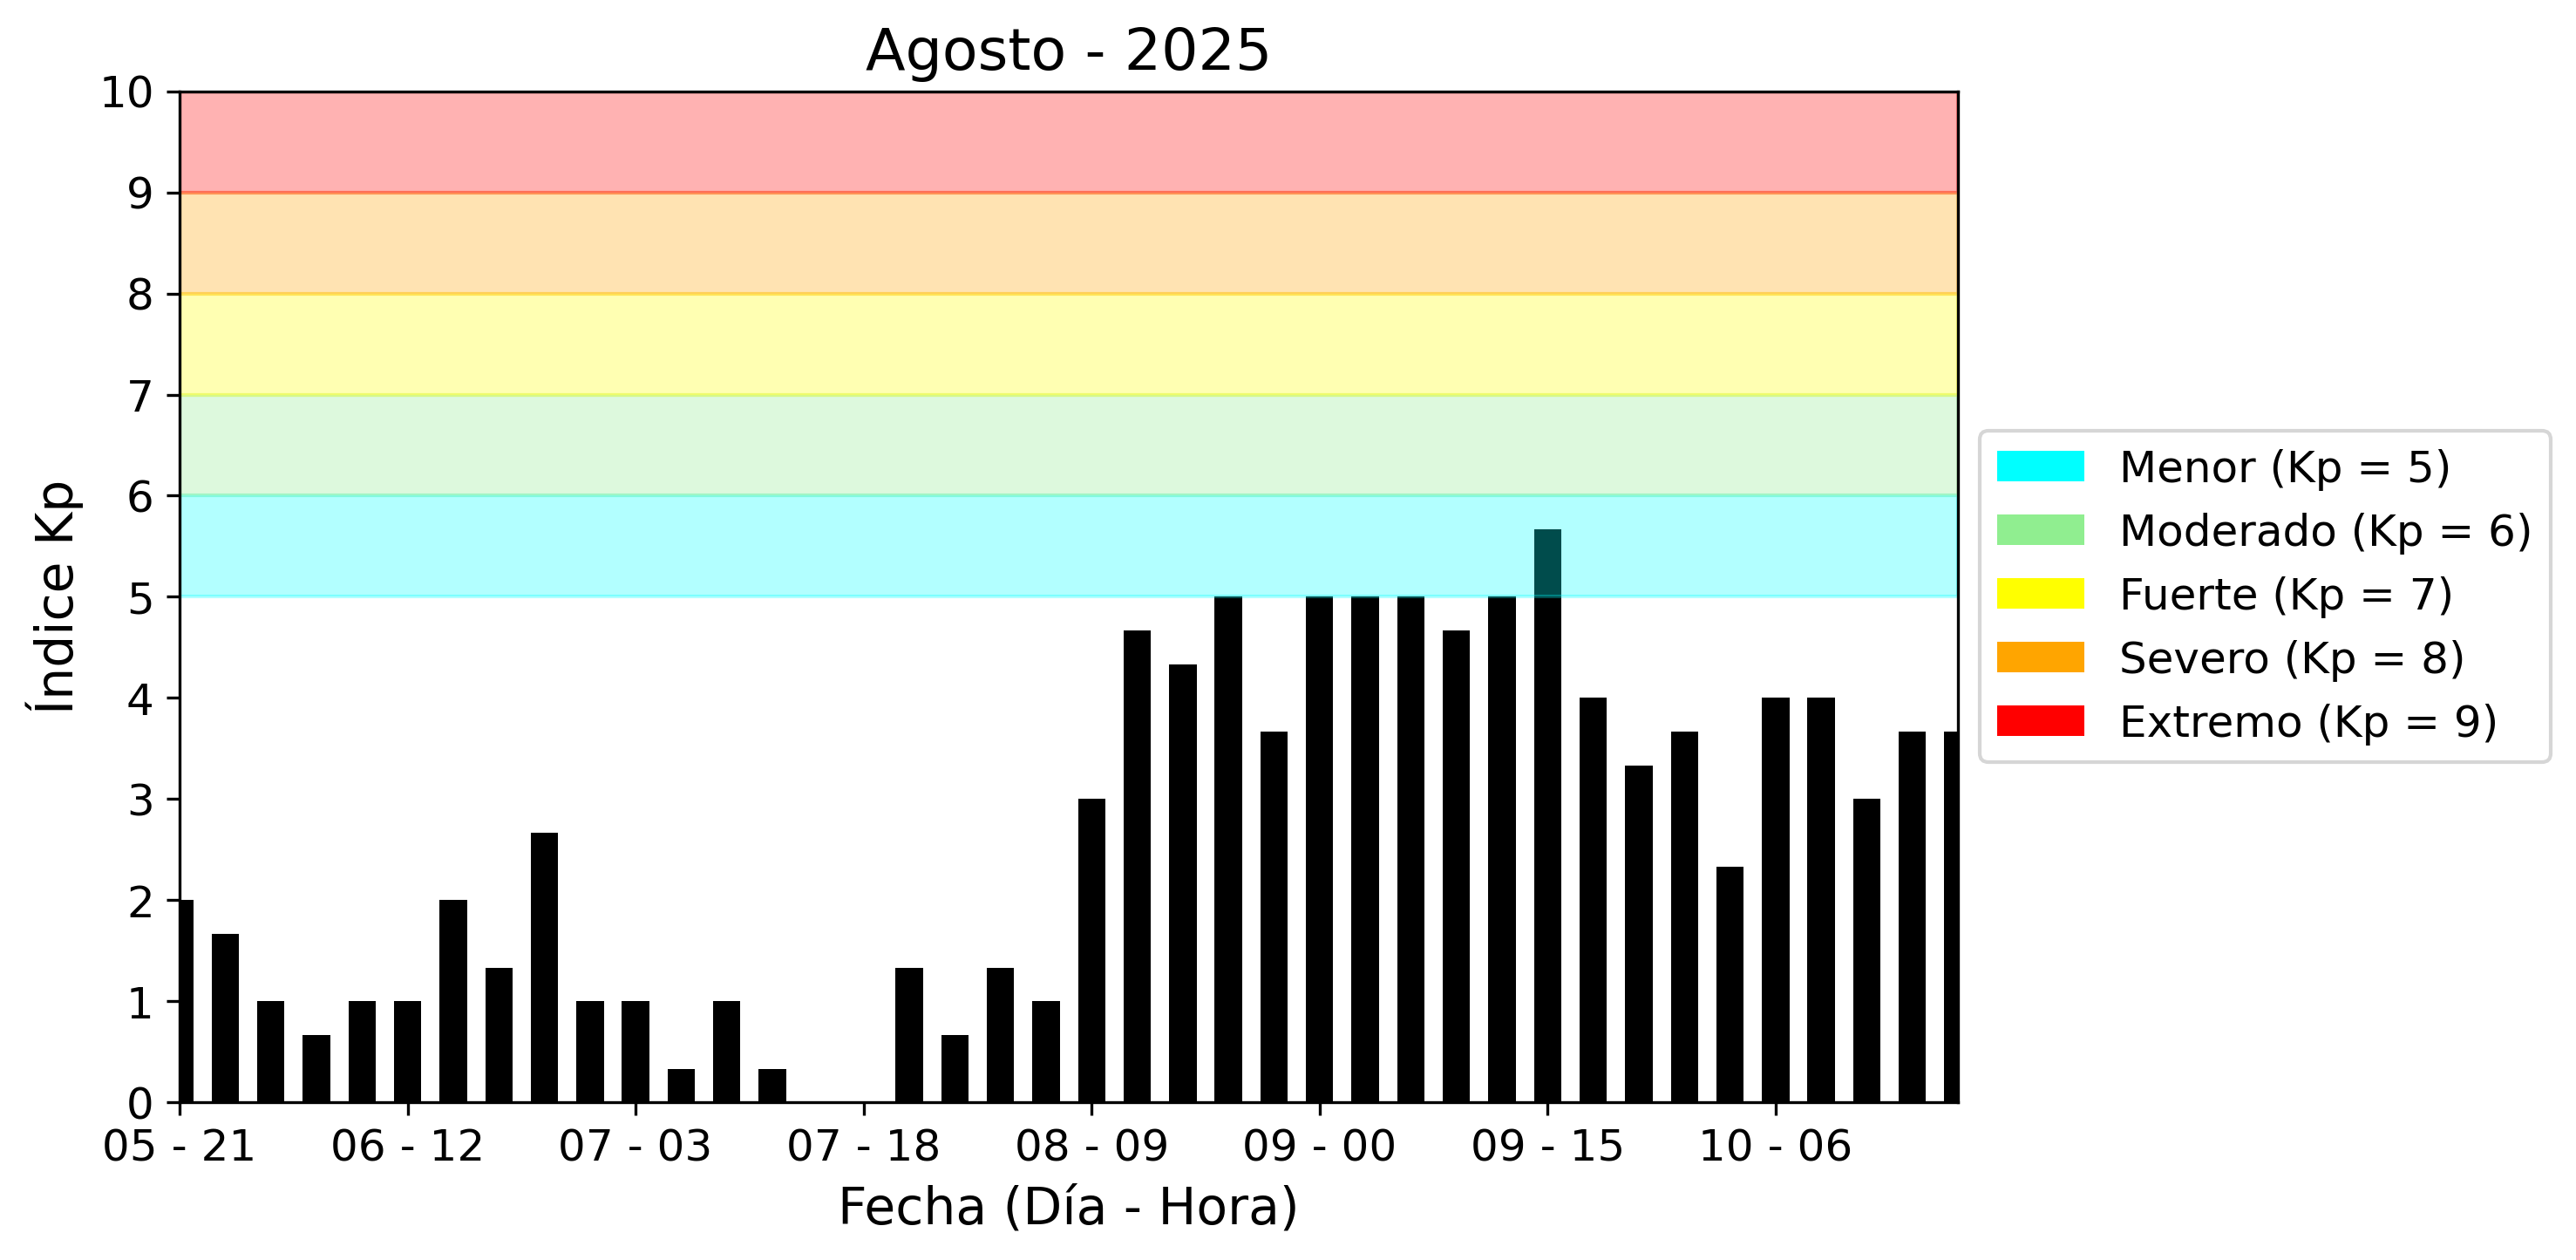 Agosto - 2025
10
9
8
7
6
5
4
3
2
1
0
Índice Kp
05 - 21
06 - 12
07 - 03
07 - 18
08 - 09
09 - 00
09 - 15
10 - 06
Fecha (Día - Hora)
Menor (Kp = 5)
Moderado (Kp = 6)
Fuerte (Kp = 7)
Severo (Kp = 8)
Extremo (Kp = 9)